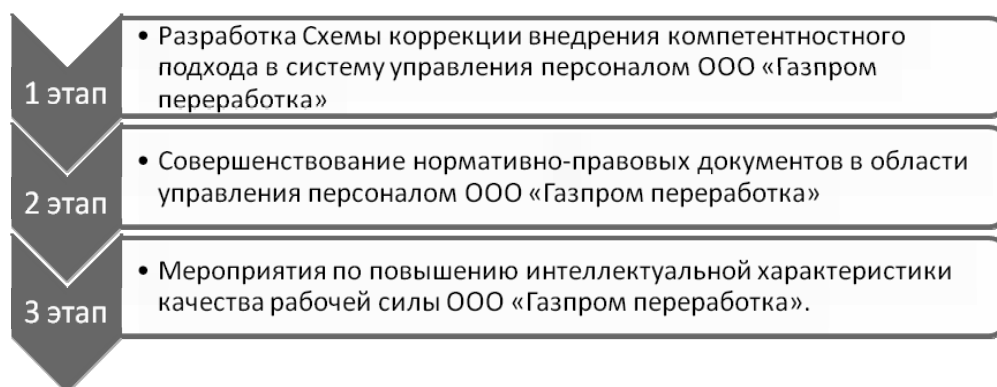 1 этап
• Разработка Схемы коррекции внедрения компетентностного
подхода в систему управления персоналом ООО «Газпром
переработка»
2 этап
• Совершенствование нормативно-правовых документов в области
управления персоналом ООО «Газпром переработка»
3 этап
• Мероприятия по повышению интеллектуальной характеристики
качества рабочей силы ООО «Газпром переработка».